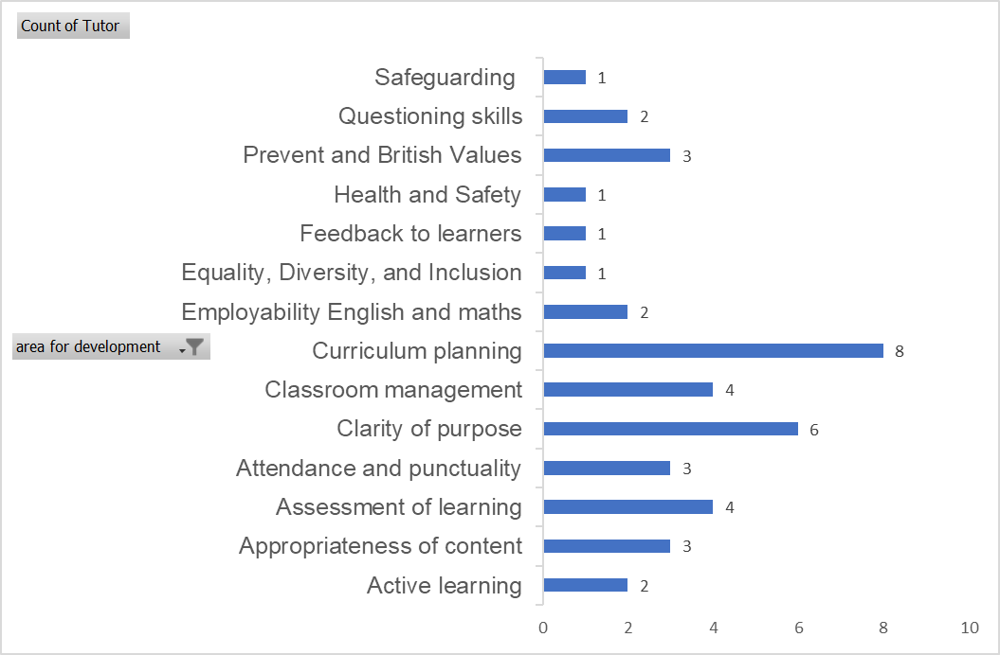 Count of Tutor
Safeguarding 1
Questioning skills 2
Prevent and British Values 3
Health and Safety 1
Feedback to learners 1
Equality, Diversity, and Inclusion 1
Employability English and maths 2
area for development
Curriculum planning 8
Classroom management 4
Clarity of purpose 6
Attendance and punctuality 3
Assessment of learning 4
Appropriateness of content 3
Active learning 2
0 2 4 6 8 10